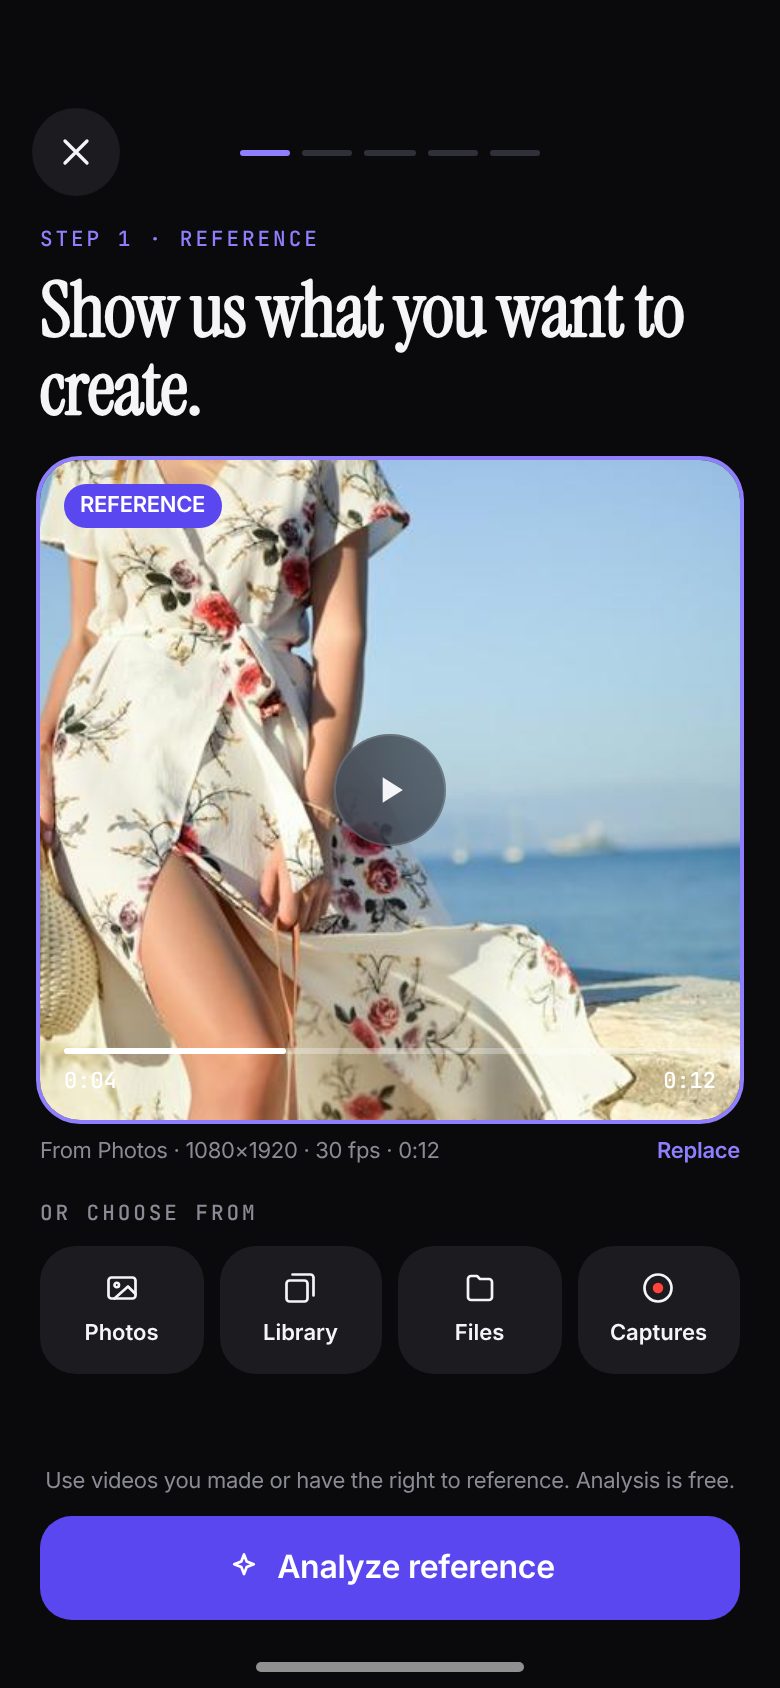 STEP 1 · REFERENCE
Show us what you want to
create.
REFERENCE
0:04
0:12
From Photos · 1080×1920 · 30 fps · 0:12
Replace
OR CHOOSE FROM
Photos
Library
Files
Captures
Use videos you made or have the right to reference. Analysis is free.
Analyze reference